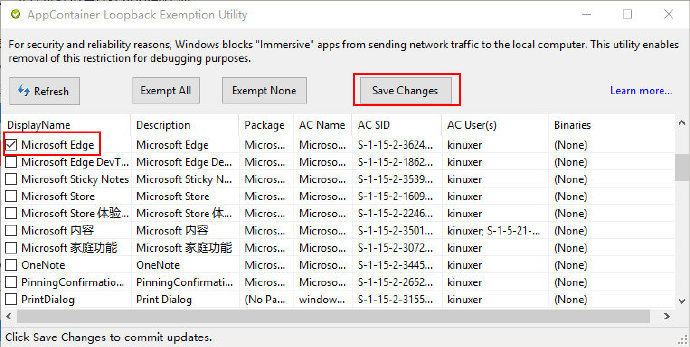 AppContainer Loopback Exemption Utility
For security and reliability reasons, Windows blocks "Immersive" apps from sending network traffic to the local computer. This utility enables
removal of this restriction for debugging purposes.
Refresh Exempt All Exempt None Save Changes Learn more...
DisplayName Description Package AC Name AC SID AC User(s) Binaries
Microsoft Edge Microsoft Edge Micros... Micros... S-1-15-2-3624... kinuxer (None)
Microsoft Edge DevT... Microsoft Edge De... Micros... Micros... S-1-15-2-1862... kinuxer (None)
Microsoft Sticky Notes Microsoft Sticky N... Micros... Micros... S-1-15-2-3539... kinuxer (None)
Microsoft Store Microsoft Store Micros... Micros... S-1-15-2-1609... kinuxer (None)
Microsoft Store 体验... Microsoft Store 体... Micros... Micros... S-1-15-2-2246... kinuxer (None)
Microsoft 内容 Microsoft 内容 Micros... Micros... S-1-15-2-3501... kinuxer; S-1-5-21-... (None)
Microsoft 家庭功能 Microsoft 家庭功能 Micros... Micros... S-1-15-2-3072... kinuxer (None)
OneNote OneNote Micros... Microso... S-1-15-2-3445... kinuxer (None)
PinningConfirmatio... PinningConfirmati... Micros... Micros... S-1-15-2-2652... kinuxer (None)
PrintDialog Print Dialog (No Pa... window... S-1-15-2-3155... kinuxer (None)
Click Save Changes to commit updates.